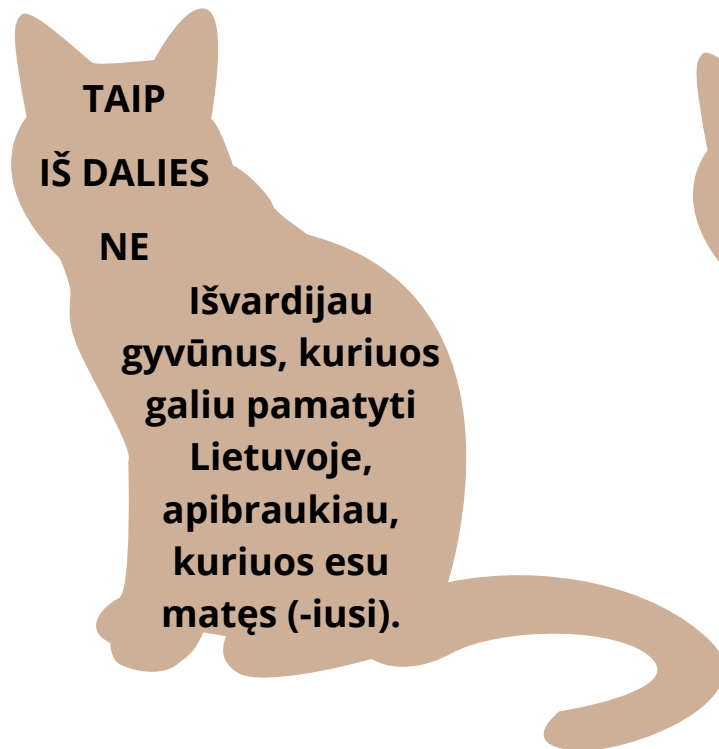 TAIP
IŠ DALIES
NE
Išvardijau
gyvūnus, kuriuos
galiu pamatyti
Lietuvoje,
apibraukiau,
kuriuos esu
matęs (-iusi).